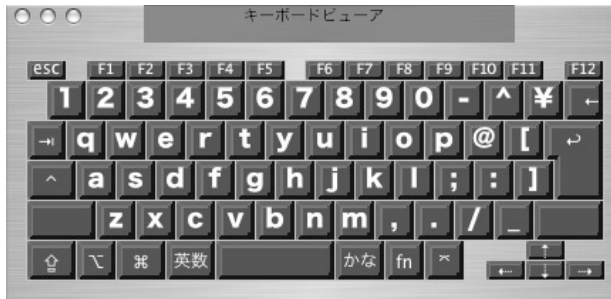 キーボードビューア
esc F1 F2 F3 F4 F5 F6 F7 F8 F9 F10 F11 F12
1 2 3 4 5 6 7 8 9 0 - ^ ¥ ←
⇥ q w e r t y u i o p @ [ ↩
^ a s d f g h j k l ; : ]
z x c v b n m , . / _
⇪ ⌥ ⌘ 英数 かな fn ⌤ ⇠ ⇡ ⇣ ⇢